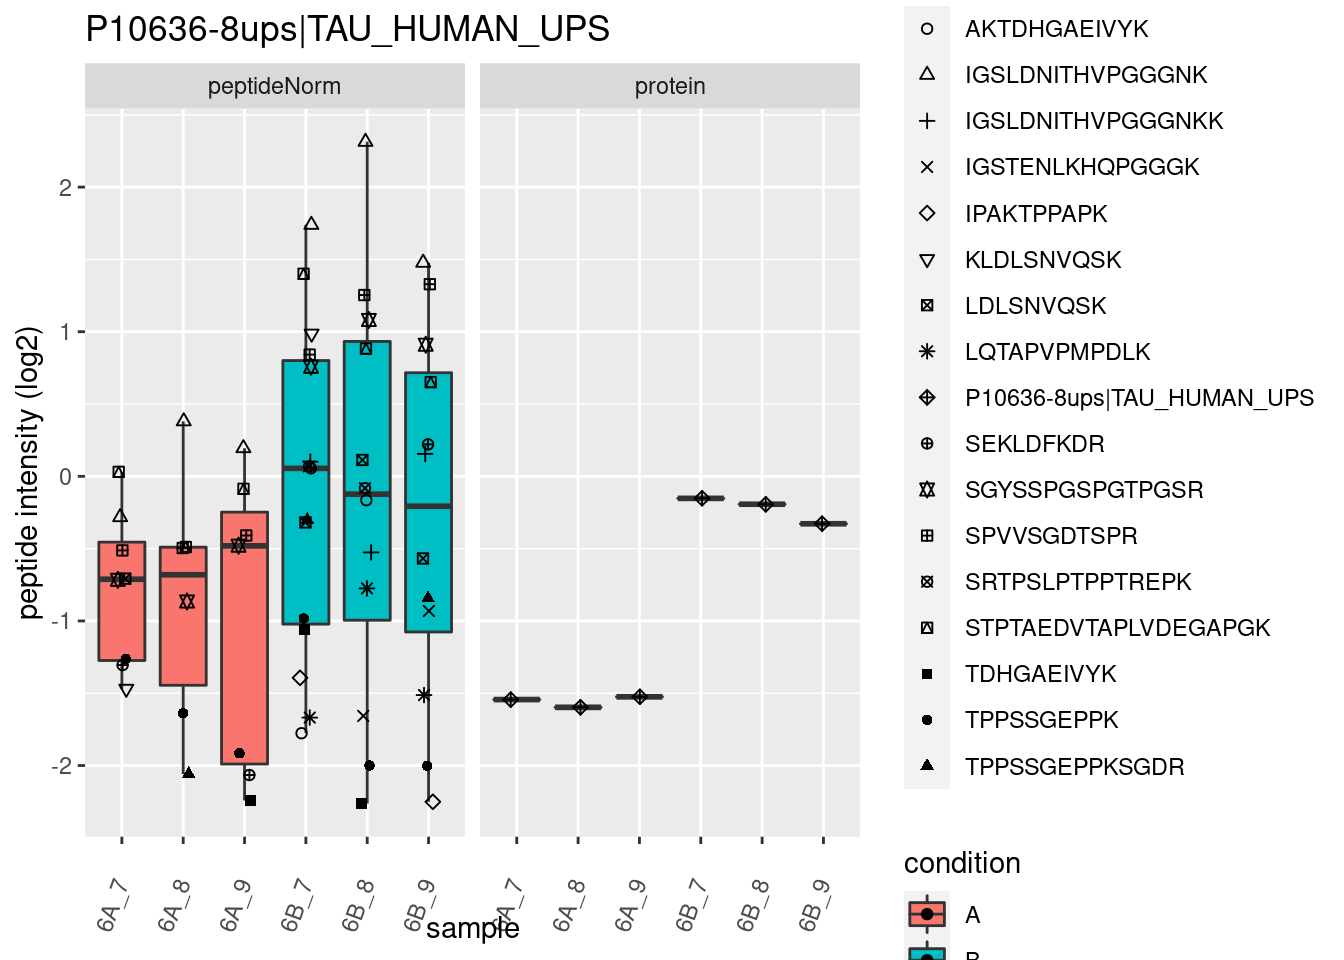 P10636-8ups|TAU_HUMAN_UPS
peptideNorm
protein
peptide intensity (log2)
2
1
0
-1
-2
6A_7
6A_8
6A_9
6B_7
6B_8
6B_9
6A_7
6A_8
6A_9
6B_7
6B_8
6B_9
sample
AKTDHGAEIVYK
IGSLDNITHVPGGGNK
IGSLDNITHVPGGGNKK
IGSTENLKHQPGGGK
IPAKTPPAPK
KLDLSNVQSK
LDLSNVQSK
LQTAPVPMPDLK
P10636-8ups|TAU_HUMAN_UPS
SEKLDFKDR
SGYSSPGSPGTPGSR
SPVVSGDTSPR
SRTPSLPTPPTREPK
STPTAEDVTAPLVDEGAPGK
TDHGAEIVYK
TPPSSGEPPK
TPPSSGEPPKSGDR
condition
A
B